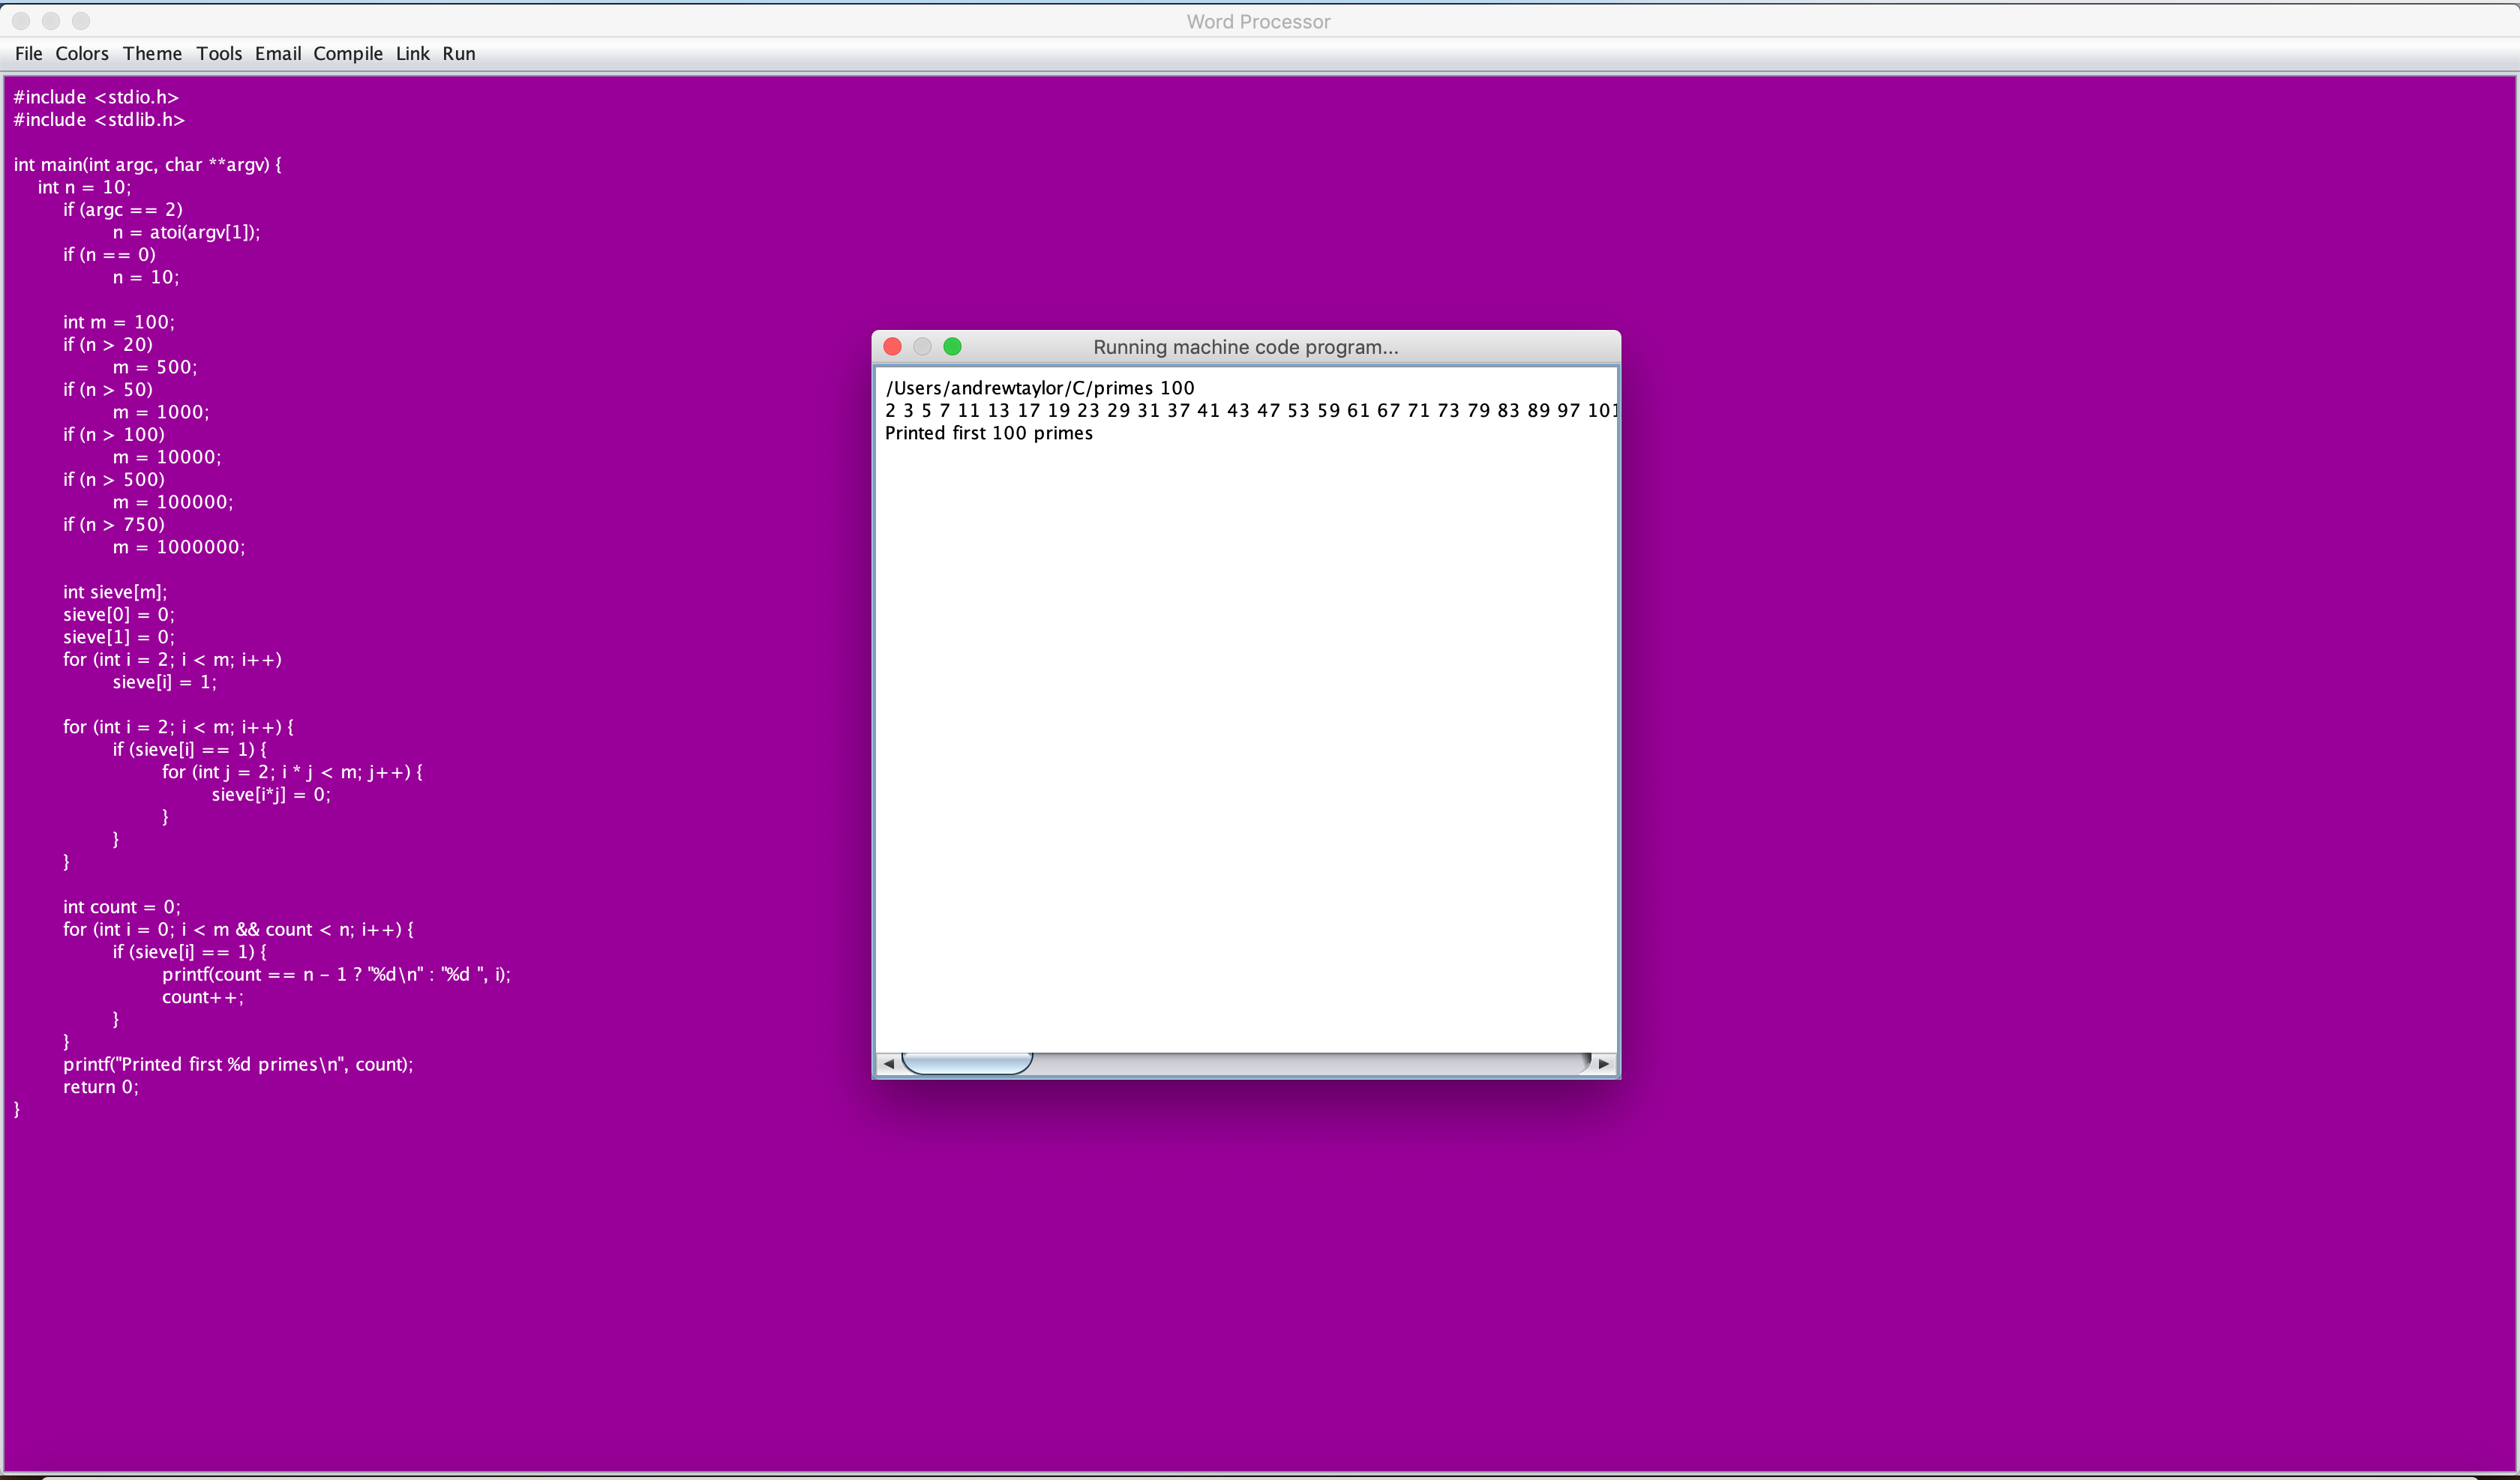 Word Processor
File Colors Theme Tools Email Compile Link Run
#include <stdio.h>
#include <stdlib.h>
int main(int argc, char **argv) {
int n = 10;
if (argc == 2)
n = atoi(argv[1]);
if (n == 0)
n = 10;
int m = 100;
if (n > 20)
m = 500;
if (n > 50)
m = 1000;
if (n > 100)
m = 10000;
if (n > 500)
m = 100000;
if (n > 750)
m = 1000000;
int sieve[m];
sieve[0] = 0;
sieve[1] = 0;
for (int i = 2; i < m; i++)
sieve[i] = 1;
for (int i = 2; i < m; i++) {
if (sieve[i] == 1) {
for (int j = 2; i * j < m; j++) {
sieve[i*j] = 0;
}
}
}
int count = 0;
for (int i = 0; i < m && count < n; i++) {
if (sieve[i] == 1) {
printf(count == n - 1 ? "%d\n" : "%d ", i);
count++;
}
}
printf("Printed first %d primes\n", count);
return 0;
}
Running machine code program...
/Users/andrewtaylor/C/primes 100
2 3 5 7 11 13 17 19 23 29 31 37 41 43 47 53 59 61 67 71 73 79 83 89 97 101
Printed first 100 primes